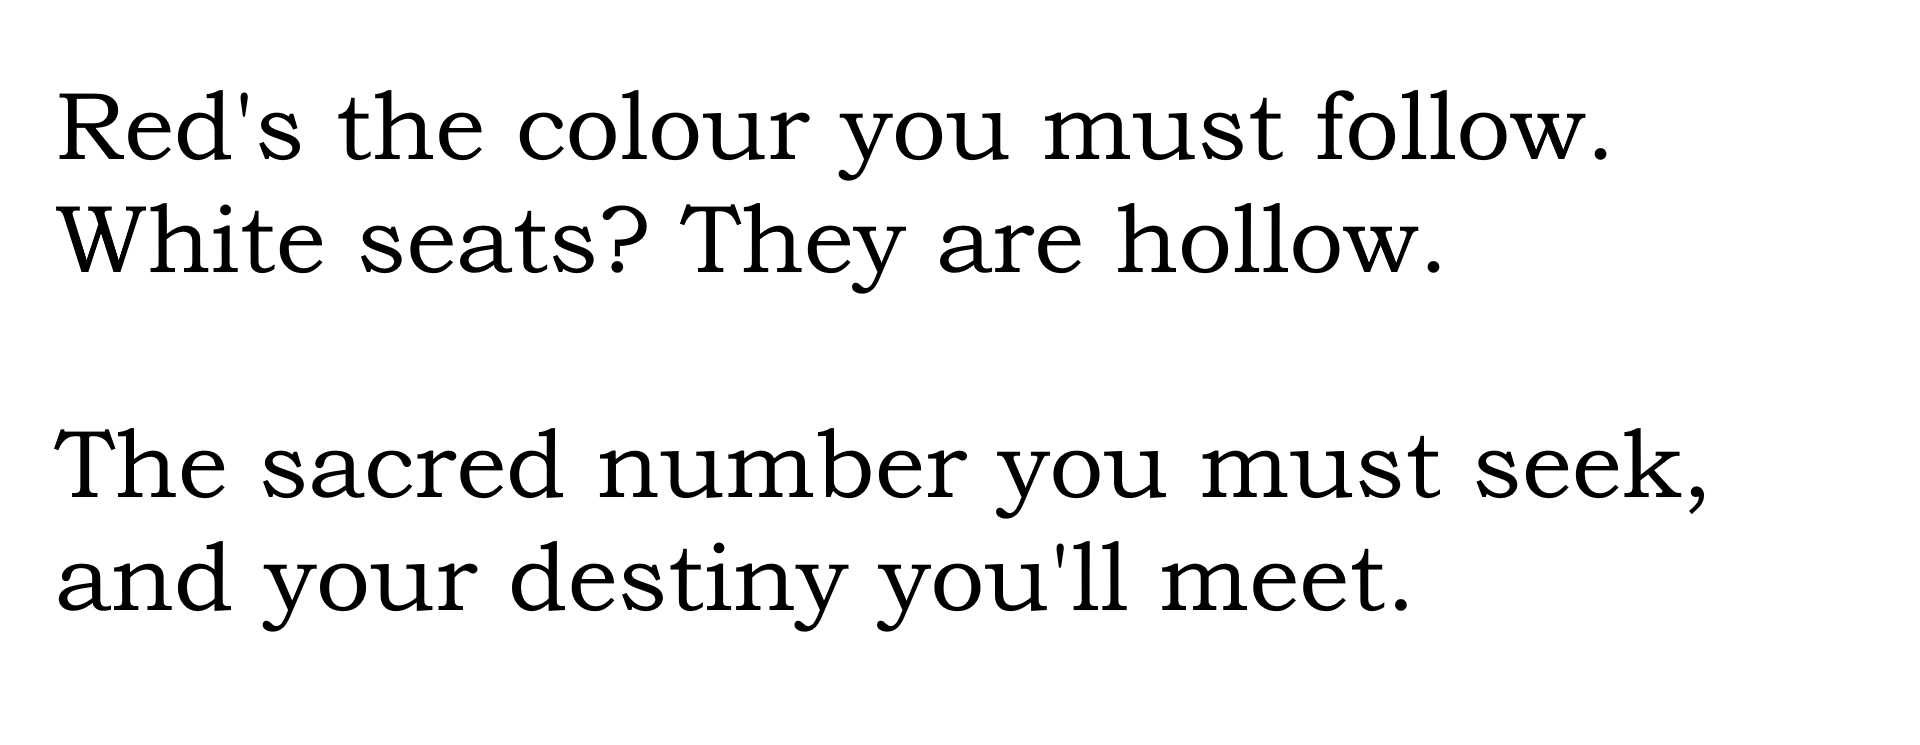 Red's the colour you must follow.
White seats? They are hollow.
The sacred number you must seek,
and your destiny you'll meet.